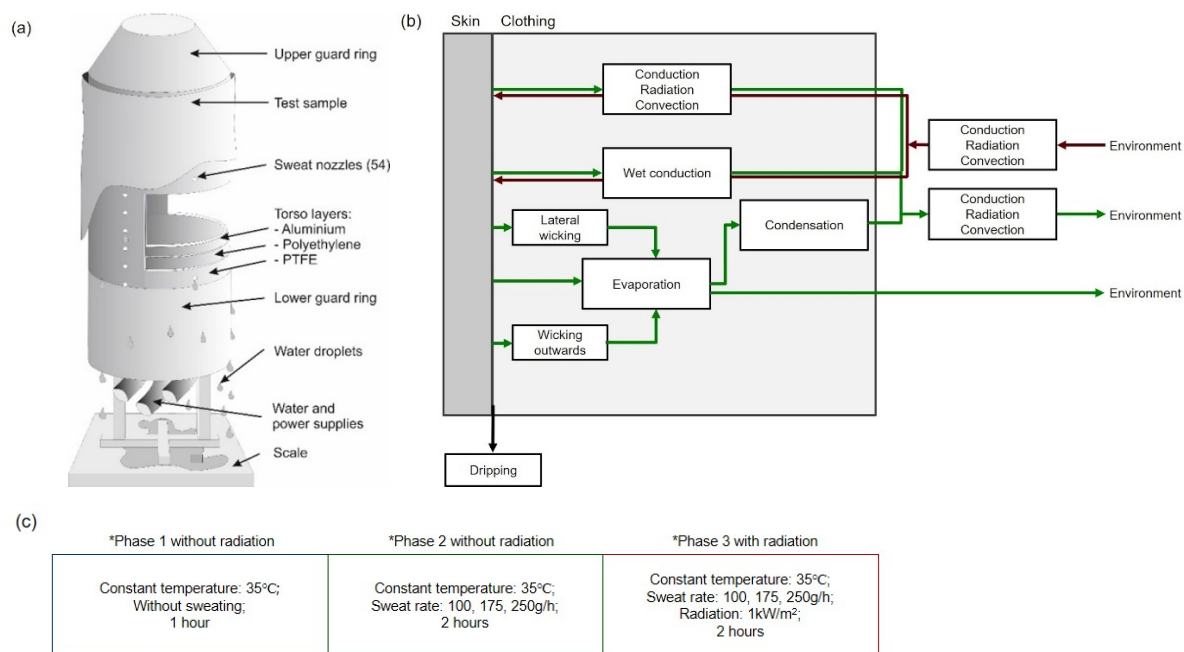 (a)
Upper guard ring
Test sample
Sweat nozzles (54)
Torso layers:
- Aluminium
- Polyethylene
- PTFE
Lower guard ring
Water droplets
Water and
power supplies
Scale
(b)
Skin
Clothing
Conduction
Radiation
Convection
Conduction
Radiation
Convection
Environment
Wet conduction
Lateral
wicking
Condensation
Conduction
Radiation
Convection
Environment
Evaporation
Environment
Wicking
outwards
Dripping
(c)
*Phase 1 without radiation
*Phase 2 without radiation
*Phase 3 with radiation
Constant temperature: 35℃;
Without sweating;
1 hour
Constant temperature: 35℃;
Sweat rate: 100, 175, 250g/h;
2 hours
Constant temperature: 35℃;
Sweat rate: 100, 175, 250g/h;
Radiation: 1kW/m²;
2 hours